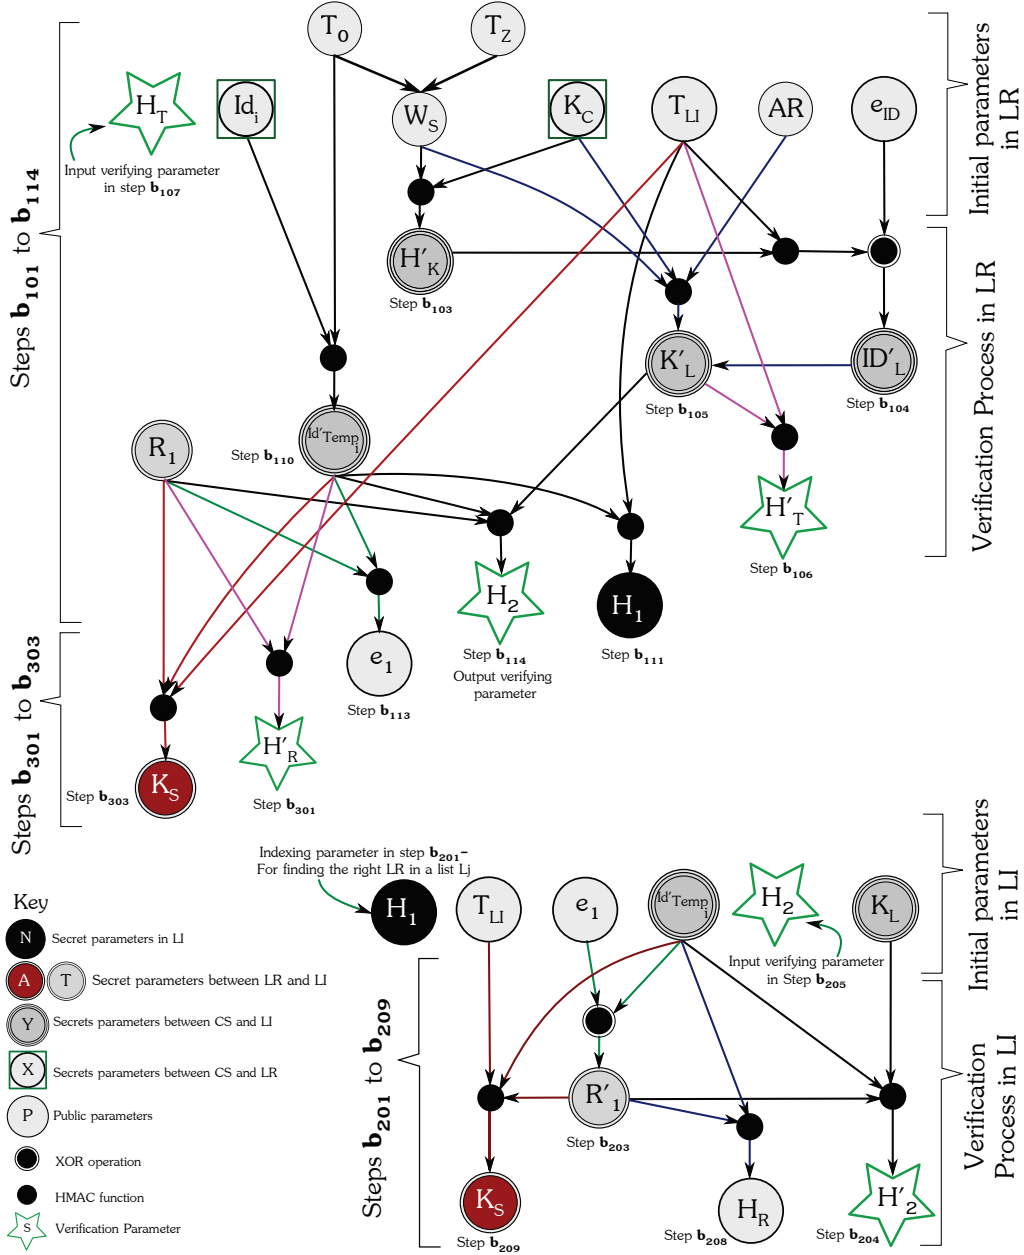 T0
TZ
HT
Input verifying parameter
in step b107
Idi
WS
KC
TLI
AR
eID
Initial parameters
in LR
Steps b101 to b114
H'K
Step b103
K'L
Step b105
ID'L
Step b104
Verification Process in LR
R1
Id'Tempi
Step b110
H'T
Step b106
H2
Step b114
Output verifying
parameter
H1
Step b111
e1
Step b113
Steps b301 to b303
KS
Step b303
H'R
Step b301
Indexing parameter in step b201-
For finding the right LR in a list Lj
H1
TLI
e1
Id'Tempi
H2
Input verifying parameter
in Step b205
KL
Initial parameters
in LI
Key
N Secret parameters in LI
A T Secret parameters between LR and LI
Y Secrets parameters between CS and LI
X Secrets parameters between CS and LR
P Public parameters
XOR operation
HMAC function
S Verification Parameter
Steps b201 to b209
R'1
Step b203
KS
Step b209
HR
Step b208
H'2
Step b204
Verification
Process in LI